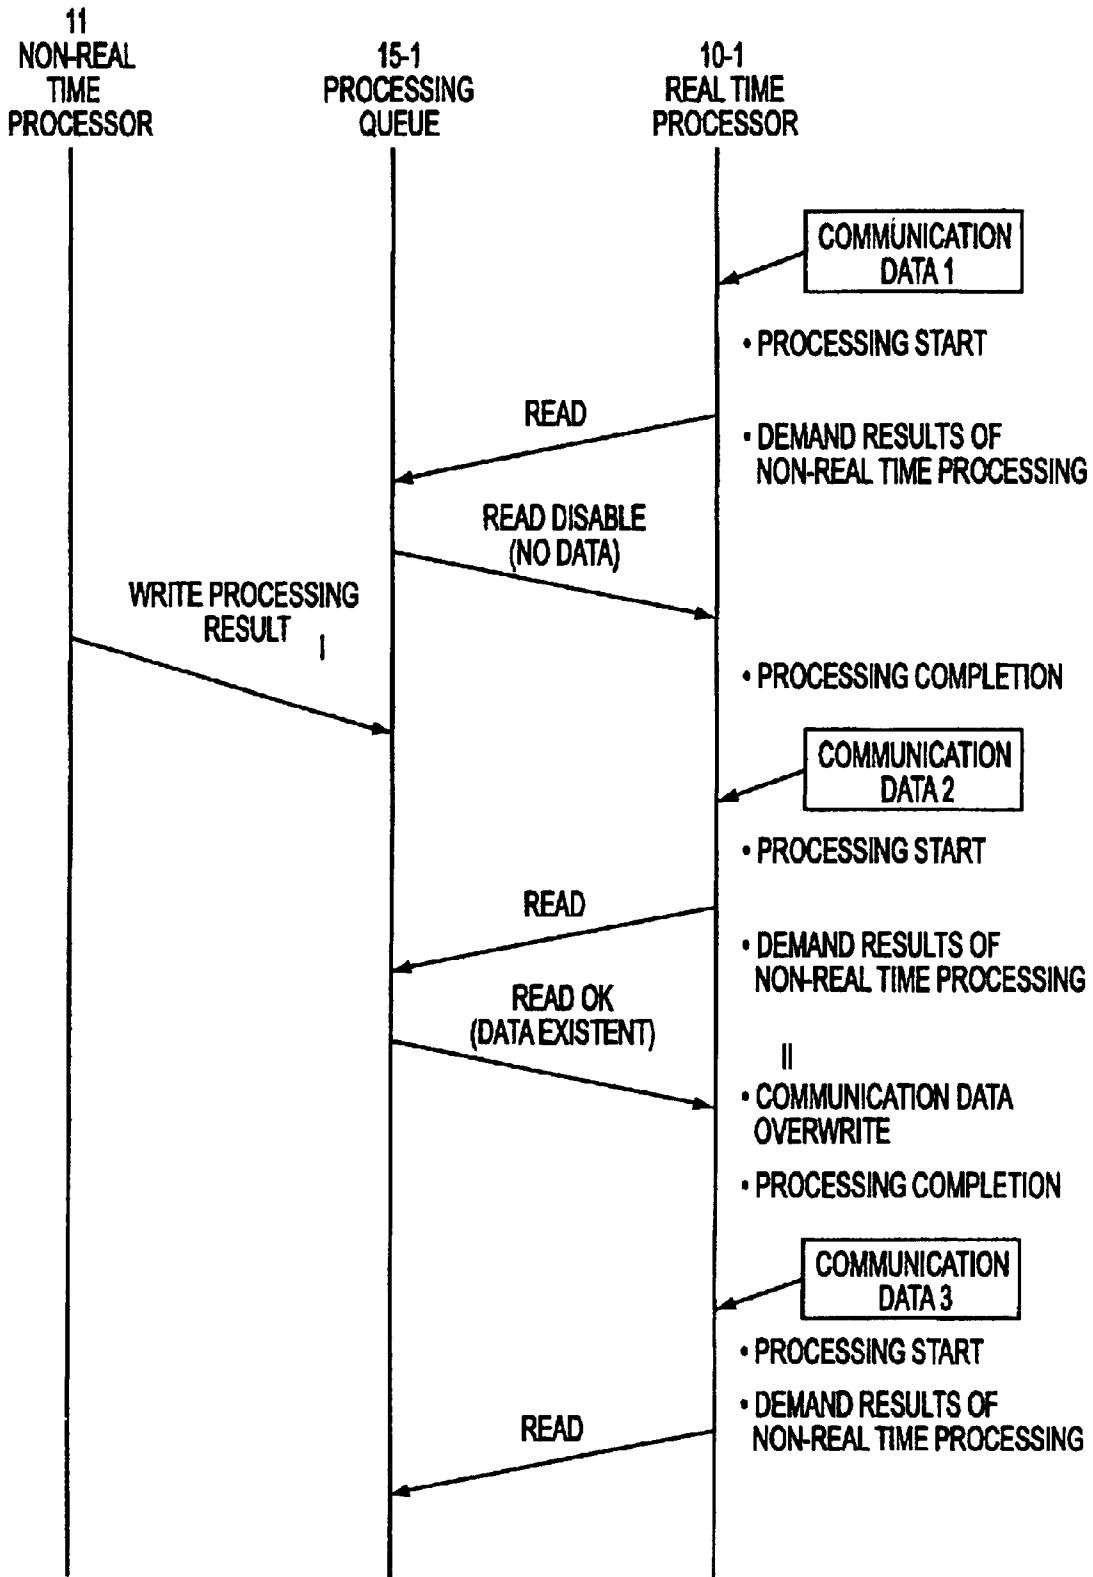 11
NON-REAL
TIME
PROCESSOR
15-1
PROCESSING
QUEUE
10-1
REAL TIME
PROCESSOR
COMMUNICATION
DATA 1
• PROCESSING START
READ
• DEMAND RESULTS OF
NON-REAL TIME PROCESSING
READ DISABLE
(NO DATA)
WRITE PROCESSING
RESULT
I
• PROCESSING COMPLETION
COMMUNICATION
DATA 2
• PROCESSING START
READ
• DEMAND RESULTS OF
NON-REAL TIME PROCESSING
READ OK
(DATA EXISTENT)
II
• COMMUNICATION DATA
OVERWRITE
• PROCESSING COMPLETION
COMMUNICATION
DATA 3
• PROCESSING START
• DEMAND RESULTS OF
NON-REAL TIME PROCESSING
READ